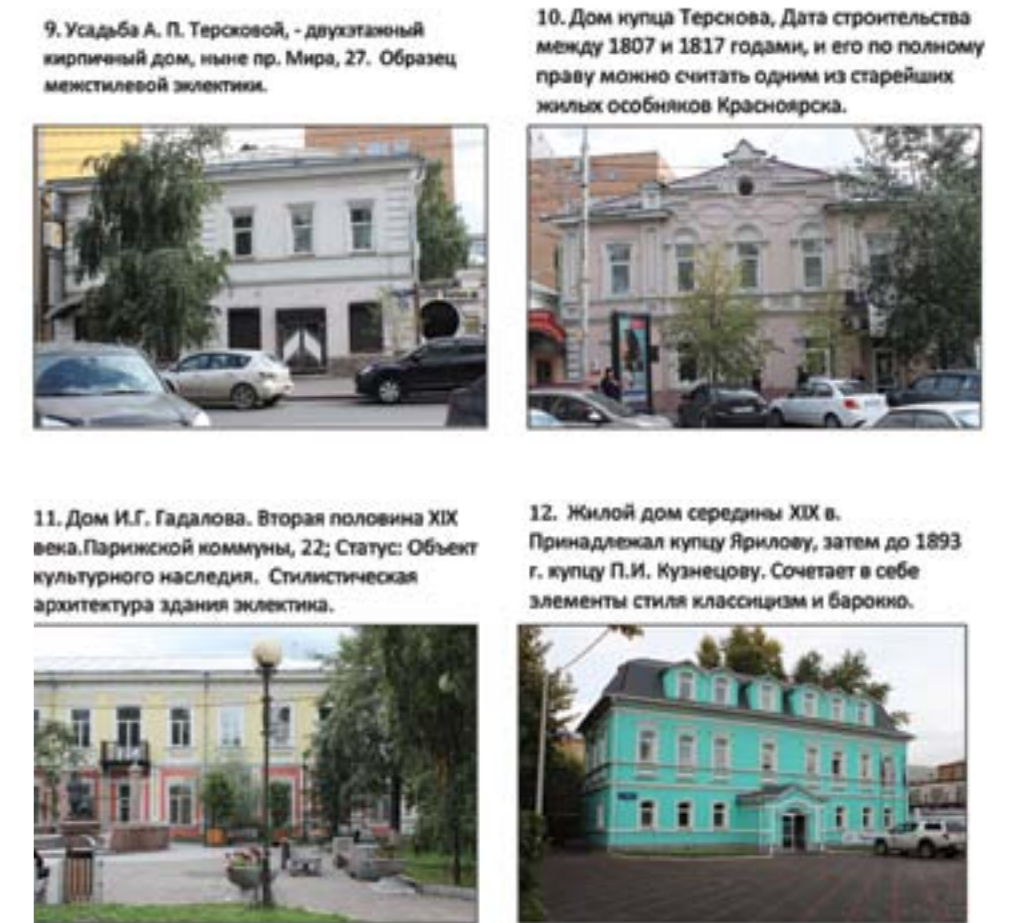 9. Усадьба А. П. Терсковой, - двухэтажный
кирпичный дом, ныне пр. Мира, 27. Образец
межстилевой эклектики.
10. Дом купца Терскова, Дата строительства
между 1807 и 1817 годами, и его по полному
праву можно считать одним из старейших
жилых особняков Красноярска.
11. Дом И.Г. Гадалова. Вторая половина XIX
века.Парижской коммуны, 22; Статус: Объект
культурного наследия. Стилистическая
архитектура здания эклектика.
12. Жилой дом середины XIX в.
Принадлежал купцу Ярилову, затем до 1893
г. купцу П.И. Кузнецову. Сочетает в себе
элементы стиля классицизм и барокко.